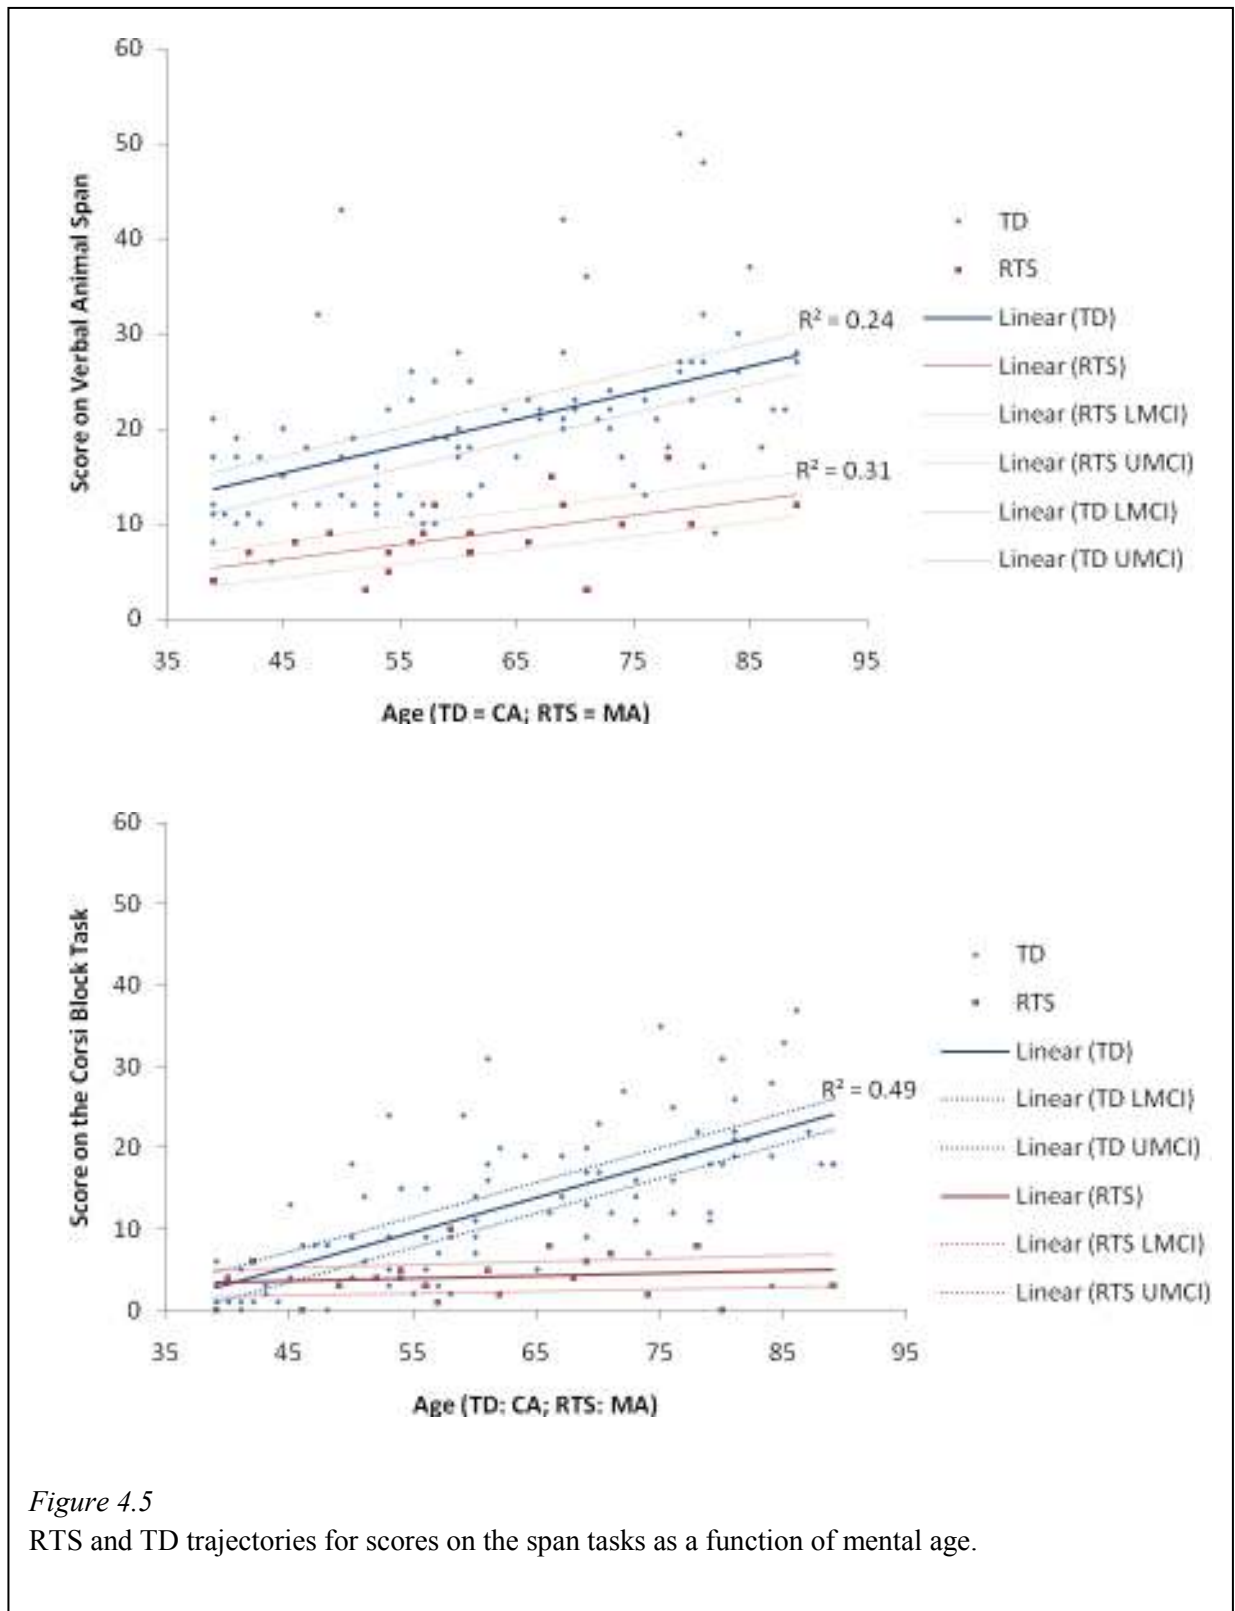 60
50
40
30
20
10
0
Score on Verbal Animal Span
35 45 55 65 75 85 95
Age (TD = CA; RTS = MA)
R² = 0.24
R² = 0.31
TD
RTS
Linear (TD)
Linear (RTS)
Linear (RTS LMCI)
Linear (RTS UMCI)
Linear (TD LMCI)
Linear (TD UMCI)
60
50
40
30
20
10
0
Score on the Corsi Block Task
35 45 55 65 75 85 95
Age (TD: CA; RTS: MA)
R² = 0.49
TD
RTS
Linear (TD)
Linear (TD LMCI)
Linear (TD UMCI)
Linear (RTS)
Linear (RTS LMCI)
Linear (RTS UMCI)
Figure 4.5
RTS and TD trajectories for scores on the span tasks as a function of mental age.